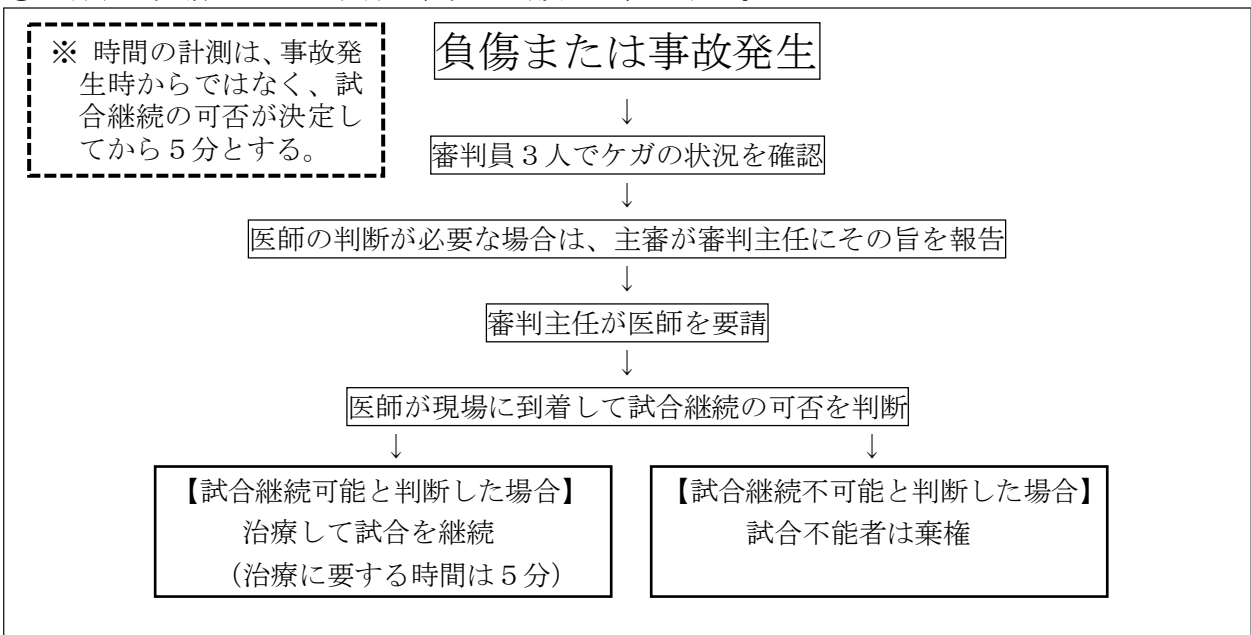 ※ 時間の計測は、事故発
生時からではなく、試
合継続の可否が決定し
てから５分とする。
負傷または事故発生
↓
審判員３人でケガの状況を確認
↓
医師の判断が必要な場合は、主審が審判主任にその旨を報告
↓
審判主任が医師を要請
↓
医師が現場に到着して試合継続の可否を判断
↓ ↓
【試合継続可能と判断した場合】
治療して試合を継続
（治療に要する時間は５分）
【試合継続不可能と判断した場合】
試合不能者は棄権